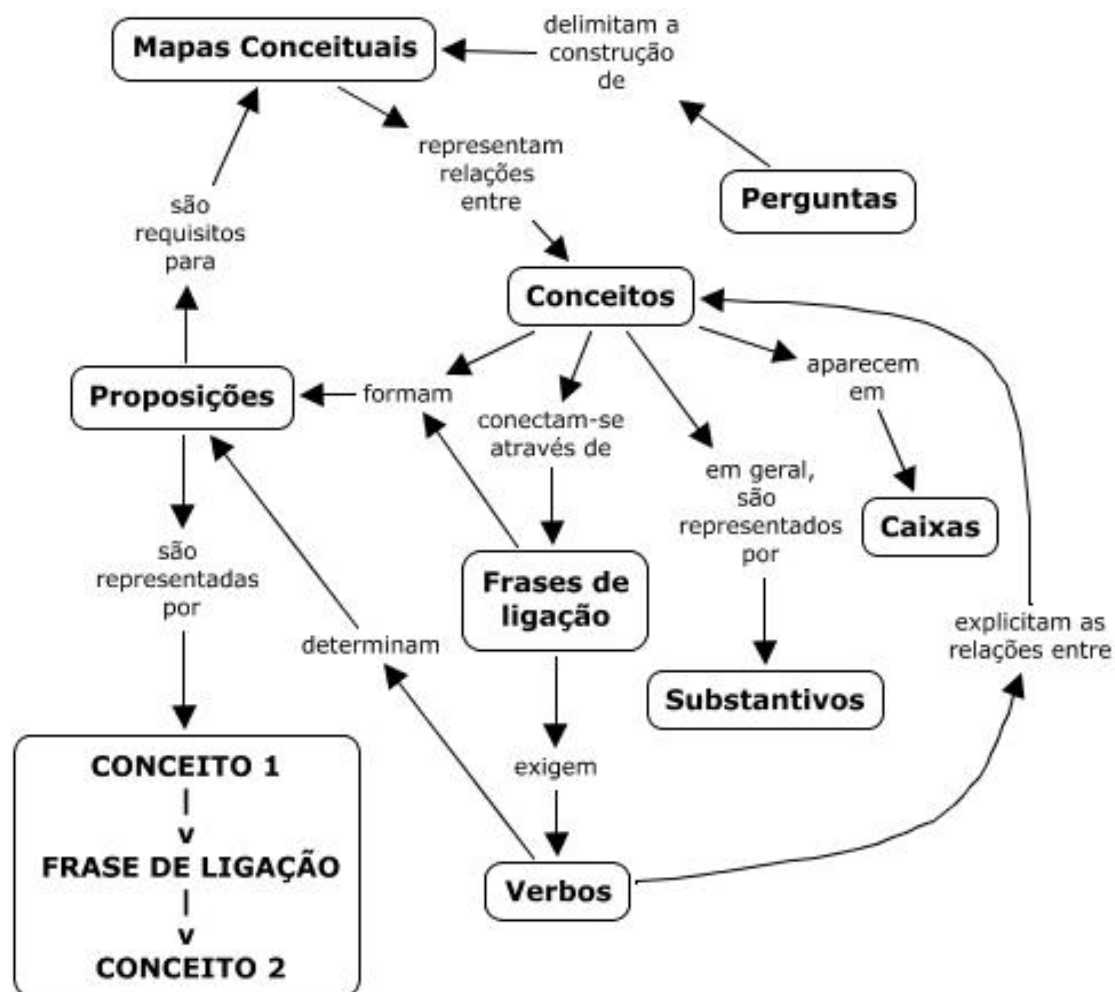 Mapas Conceituais
delimitam a
construção
de
representam
relações
entre
Perguntas
são
requisitos
para
Conceitos
Proposições
formam
conectam-se
através de
aparecem
em
em geral,
são
representados
por
Caixas
são
representadas
por
Frases de
ligação
determinam
explicitam as
relações entre
Substantivos
exigem
Verbos
CONCEITO 1
|
v
FRASE DE LIGAÇÃO
|
v
CONCEITO 2